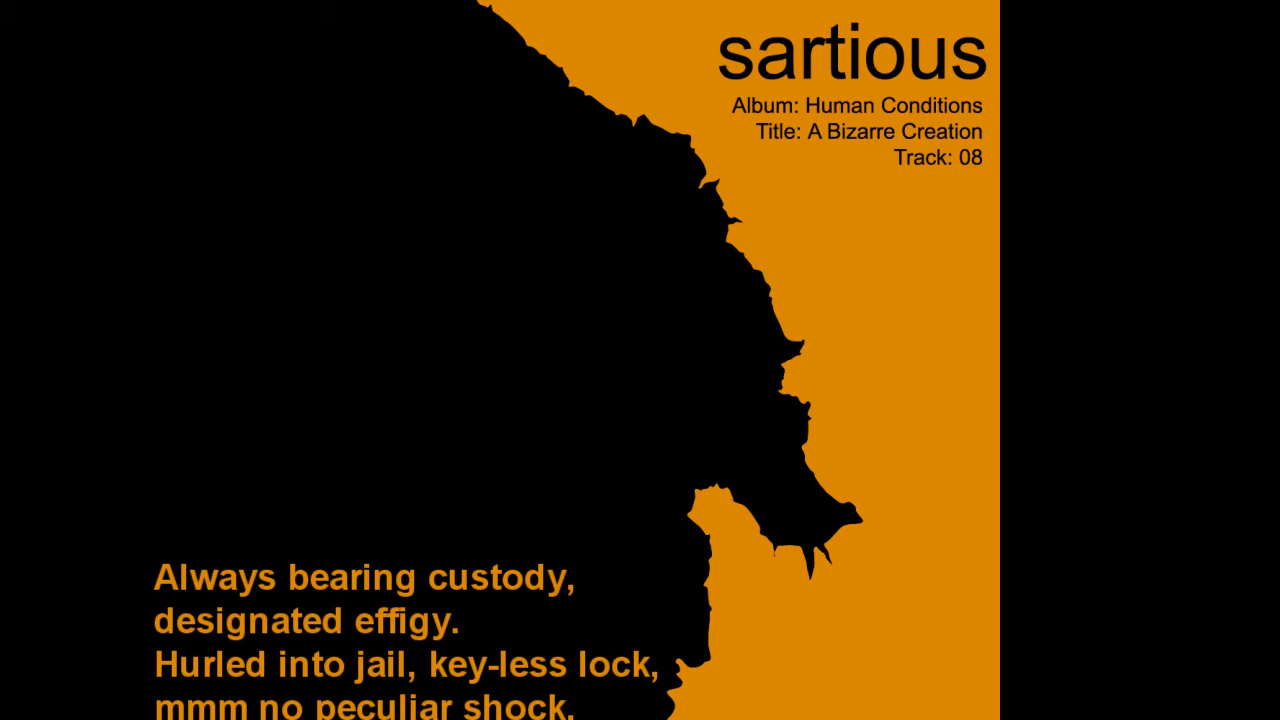 sartious
Album: Human Conditions
Title: A Bizarre Creation
Track: 08
Always bearing custody,
designated effigy.
Hurled into jail, key-less lock,
mmm no peculiar shock.